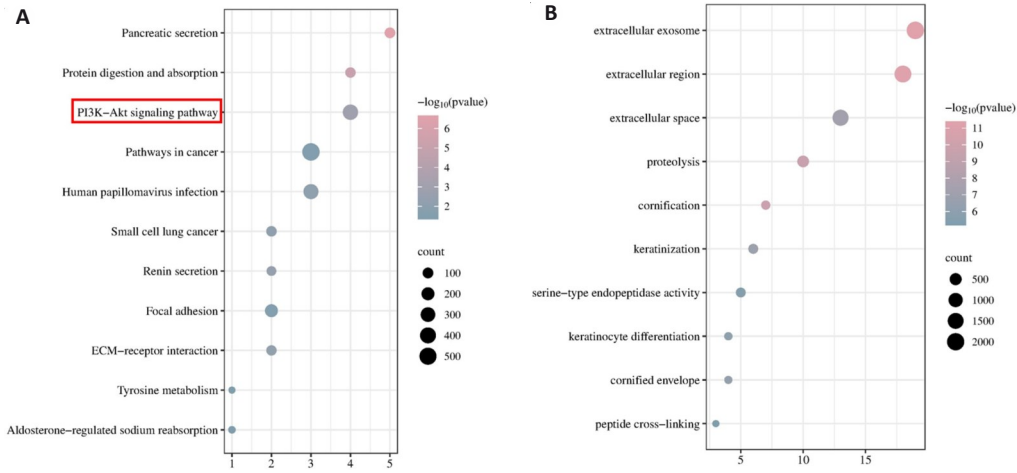 A
Pancreatic secretion
Protein digestion and absorption
PI3K−Akt signaling pathway
Pathways in cancer
Human papillomavirus infection
Small cell lung cancer
Renin secretion
Focal adhesion
ECM−receptor interaction
Tyrosine metabolism
Aldosterone−regulated sodium reabsorption
1 2 3 4 5
−log10(pvalue)
6
5
4
3
2
count
100
200
300
400
500
B
extracellular exosome
extracellular region
extracellular space
proteolysis
cornification
keratinization
serine−type endopeptidase activity
keratinocyte differentiation
cornified envelope
peptide cross−linking
5 10 15
−log10(pvalue)
11
10
9
8
7
6
count
500
1000
1500
2000